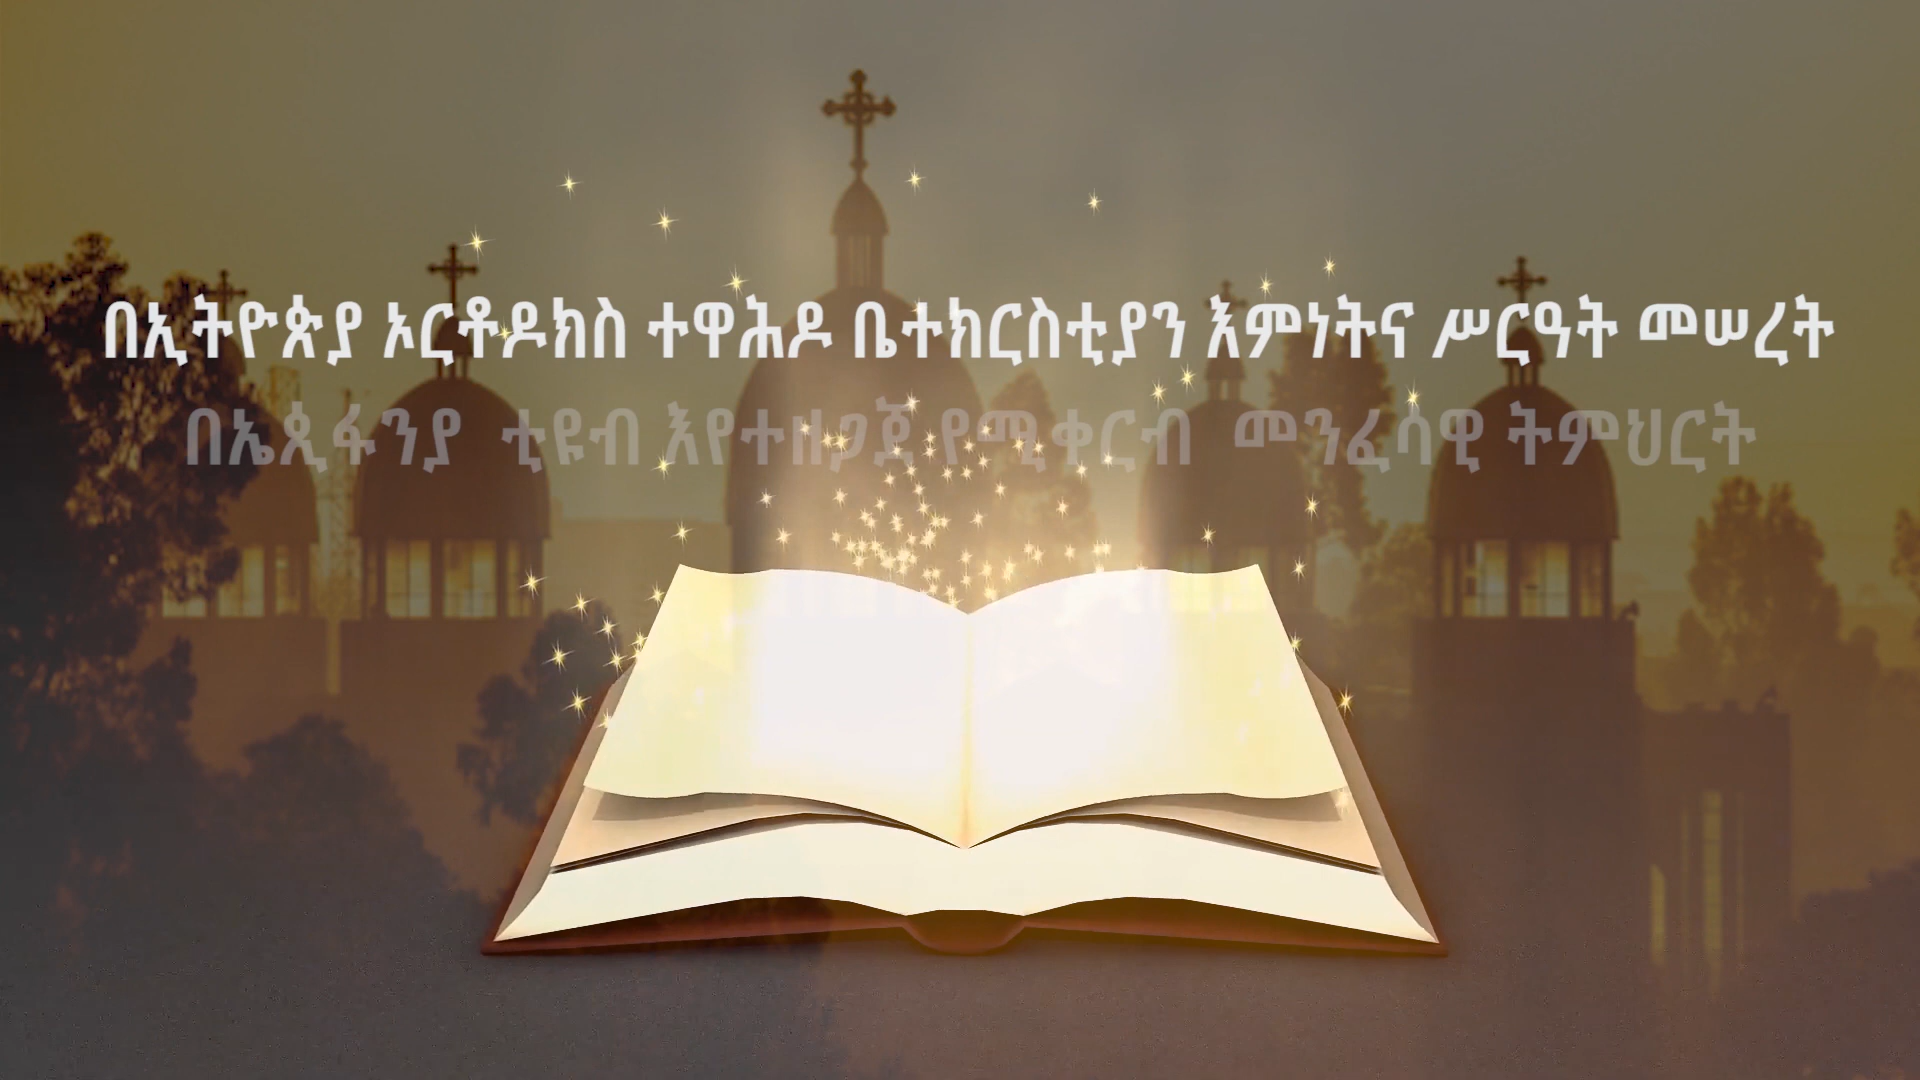 በኢትዮጵያ ኦርቶዶክስ ተዋሕዶ ቤተክርስቲያን እምነትና ሥርዓት መሠረት
በኤጲፋንያ ቲዩብ እየተዘጋጀ የሚቀርብ መንፈሳዊ ትምህርት